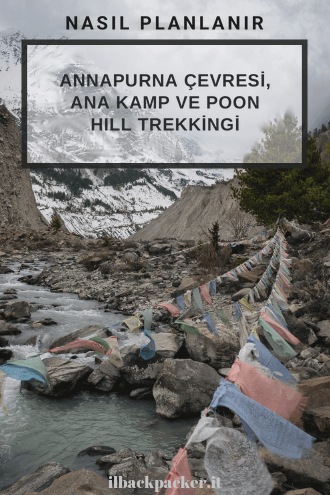 NASIL PLANLANIR
ANNAPURNA ÇEVRESİ,
ANA KAMP VE POON
HILL TREKKİNGİ
ilbackpacker.it